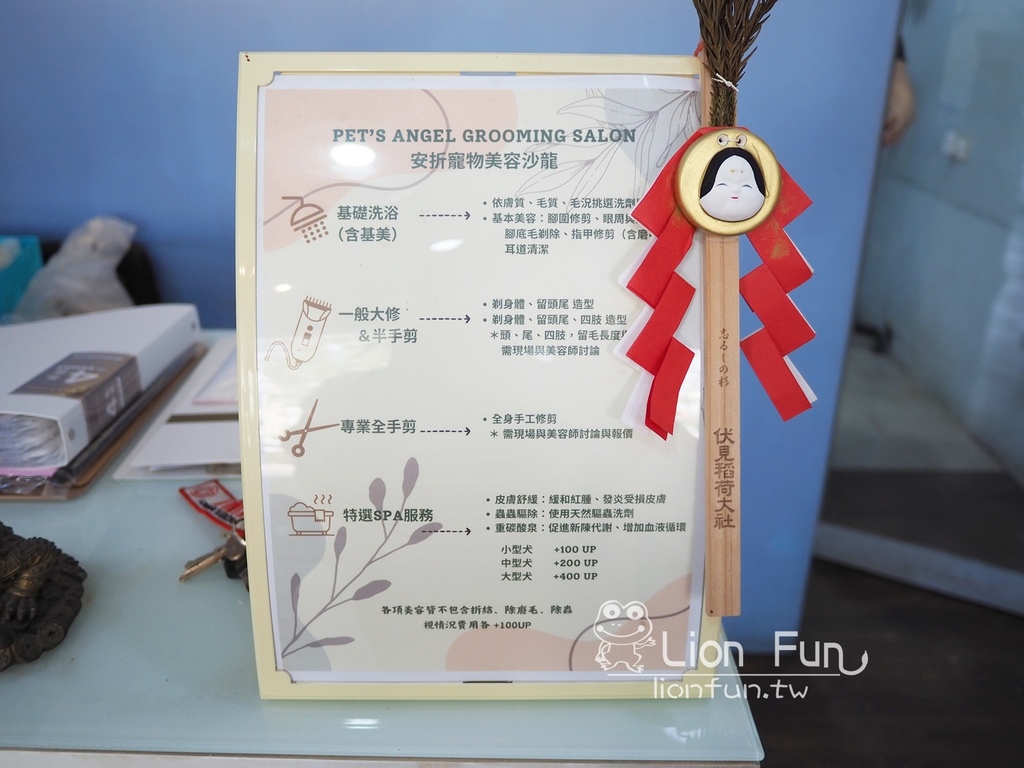 PET'S ANGEL GROOMING SALON
安折寵物美容沙龍
基礎洗浴
(含基美)
• 依膚質、毛質、毛況挑選洗劑
• 基本美容：腳圍修剪、眼周與
腳底毛剃除、指甲修剪（含磨
耳道清潔
一般大修
&半手剪
• 剃身體、留頭尾 造型
• 剃身體、留頭尾、四肢 造型
＊頭、尾、四肢，留毛長度
需現場與美容師討論
專業全手剪
• 全身手工修剪
＊ 需現場與美容師討論與報價
特選SPA服務
• 皮膚舒緩：緩和紅腫、發炎受損皮膚
• 蟲蟲驅除：使用天然驅蟲洗劑
• 重碳酸泉：促進新陳代謝、增加血液循環
小型犬 +100 UP
中型犬 +200 UP
大型犬 +400 UP
各項美容皆不包含拆結、除廢毛、除蟲
視情況費用各 +100UP
志るしの杉
伏見稲荷大社
Lion Fun
lionfun.tw